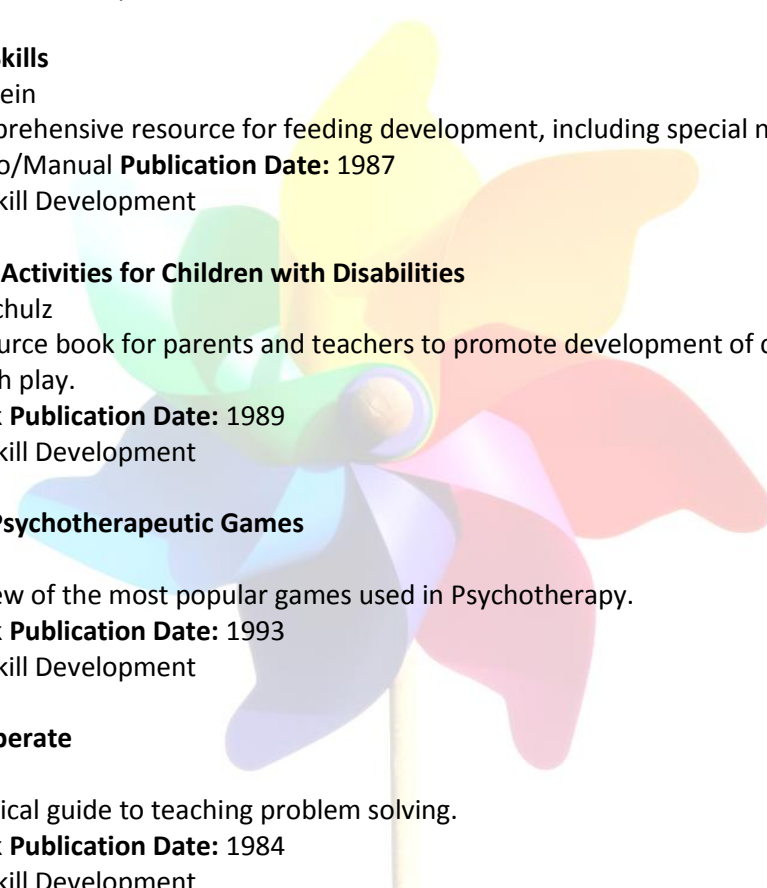 kills
ein
prehensive resource for feeding development, including special n
o/Manual Publication Date: 1987
kill Development
Activities for Children with Disabilities
chulz
urce book for parents and teachers to promote development of
h play.
Publication Date: 1989
kill Development
Psychotherapeutic Games
ew of the most popular games used in Psychotherapy.
Publication Date: 1993
kill Development
perate
ical guide to teaching problem solving.
Publication Date: 1984
kill Development